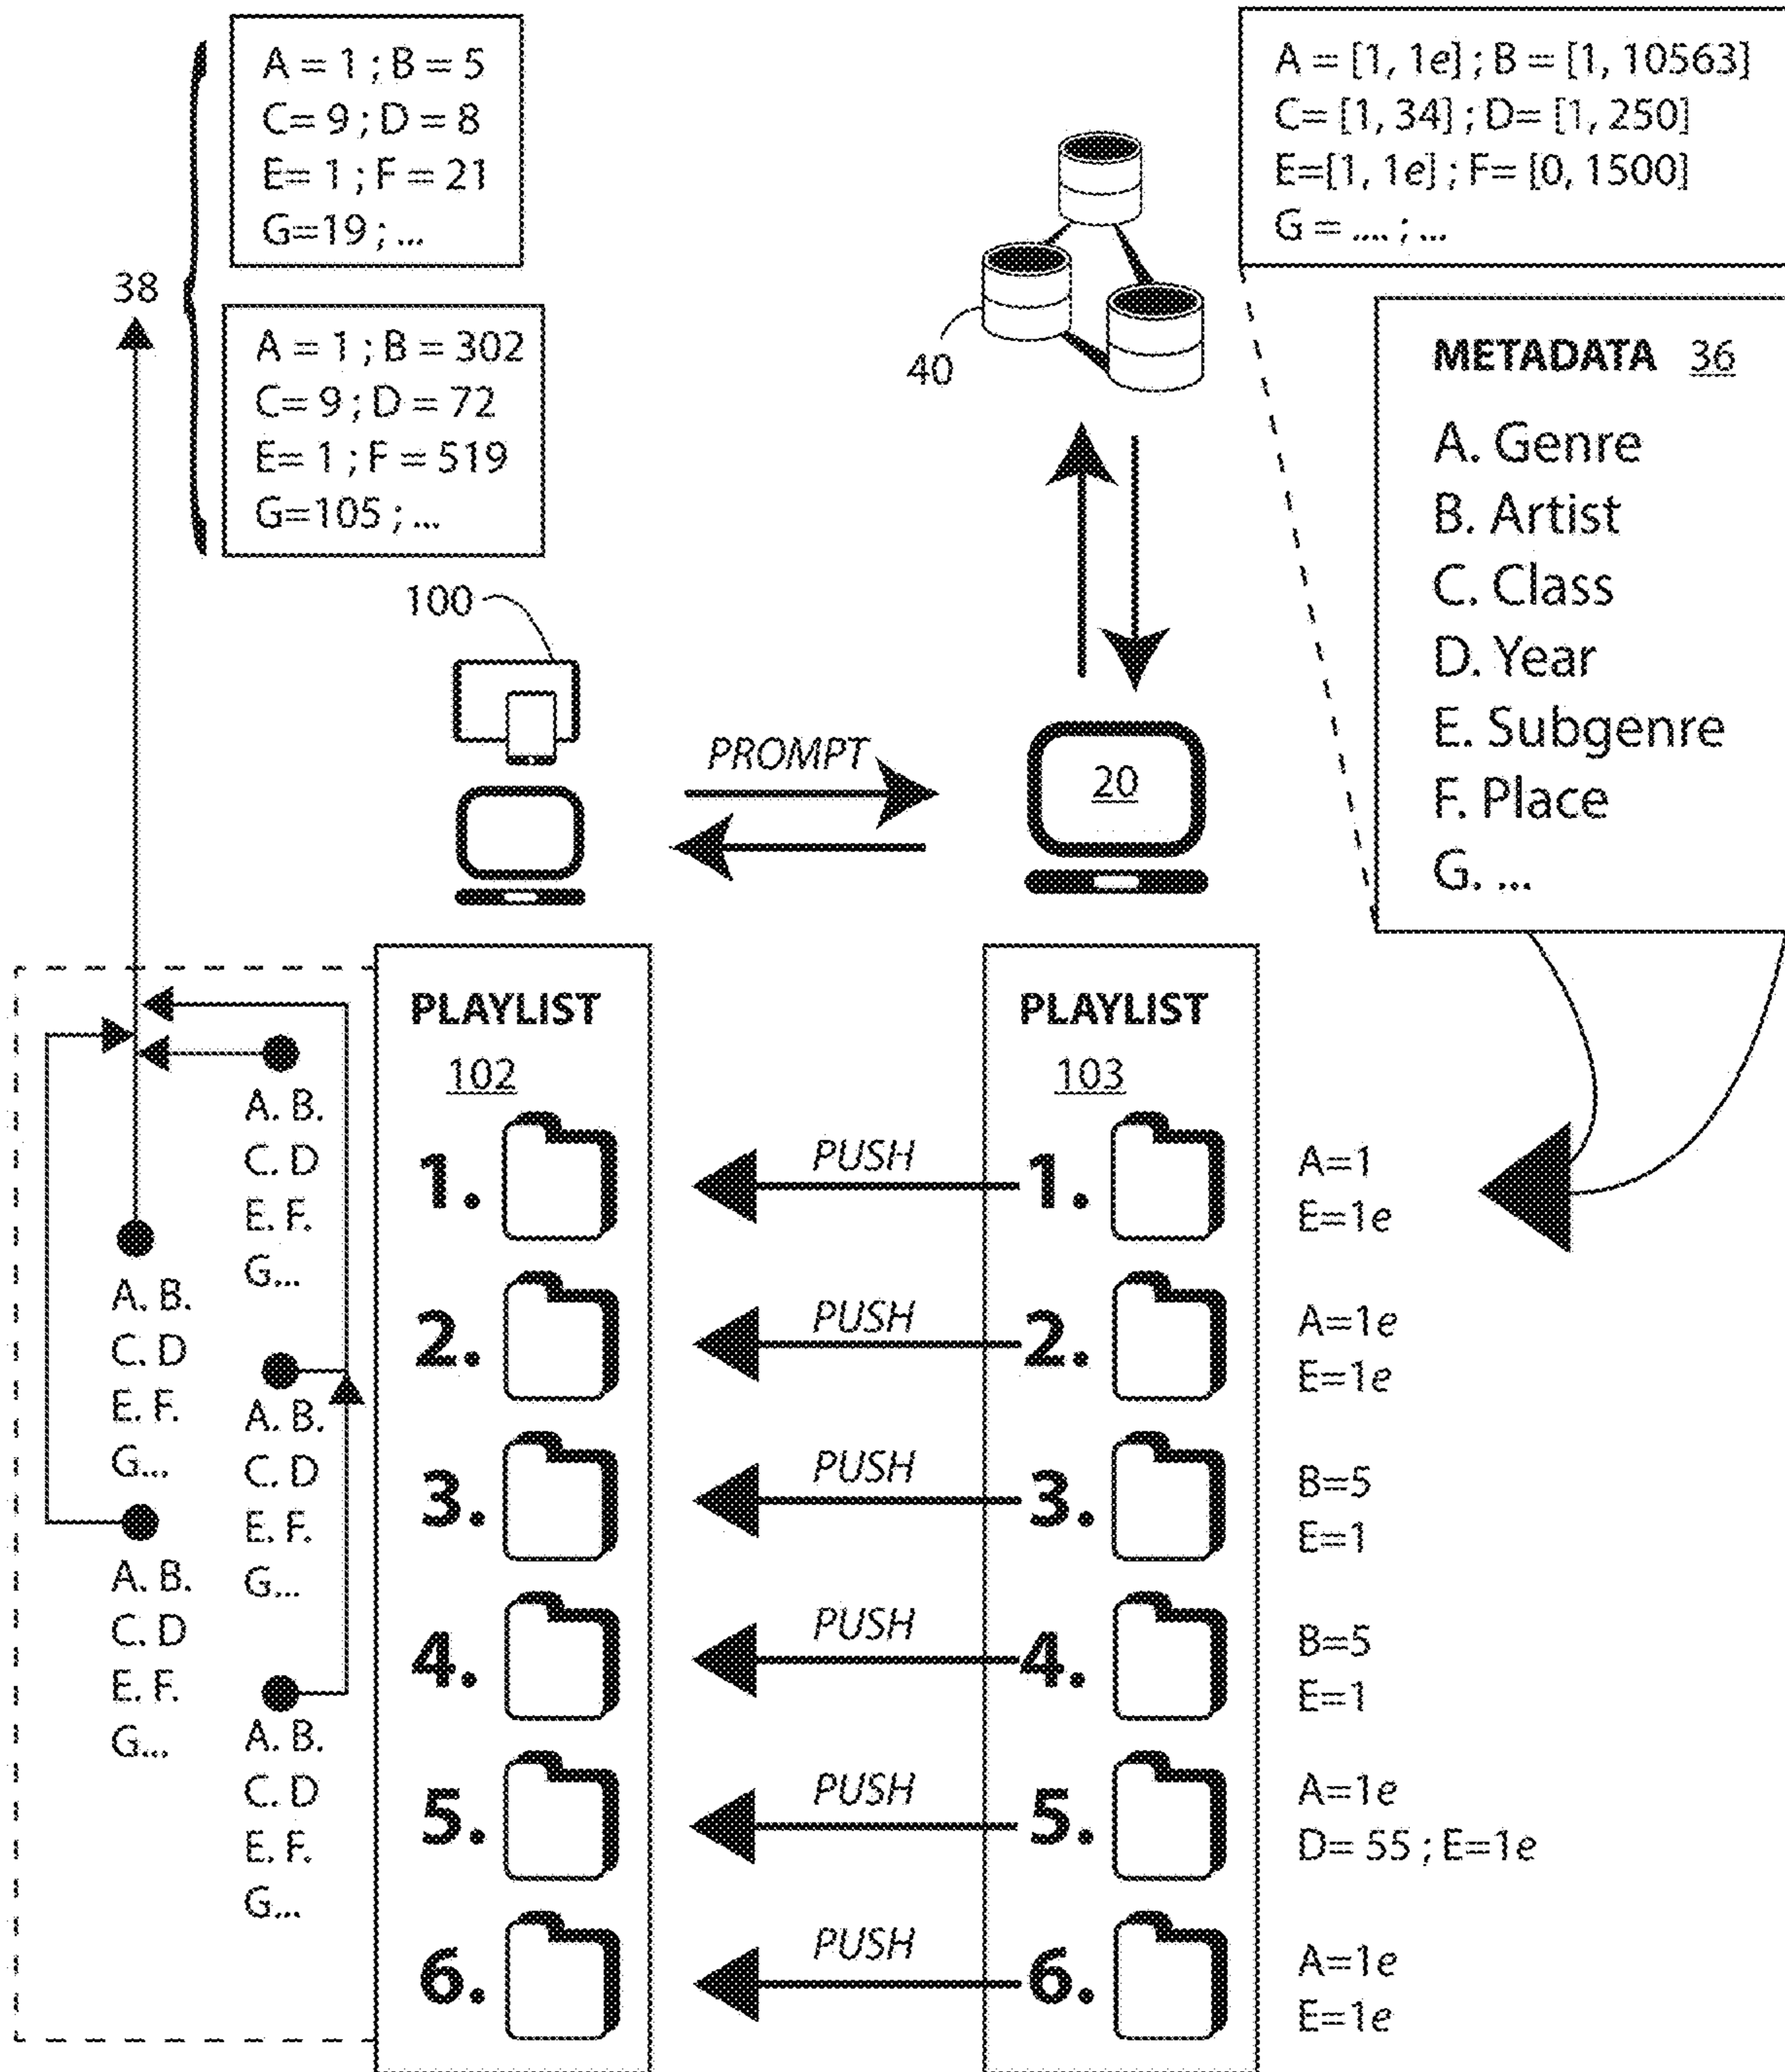 A = 1 ; B = 5
C= 9 ; D = 8
E= 1 ; F = 21
G=19 ; ...
38
A = 1 ; B = 302
C= 9 ; D = 72
E= 1 ; F = 519
G=105 ; ...
A = [1, 1e] ; B = [1, 10563]
C= [1, 34] ; D= [1, 250]
E=[1, 1e] ; F= [0, 1500]
G = .... ; ...
40
METADATA 36
A. Genre
B. Artist
C. Class
D. Year
E. Subgenre
F. Place
G. ...
100
PROMPT
20
A. B.
C. D
E. F.
G...
A. B.
C. D
E. F.
G...
A. B.
C. D
E. F.
G...
A. B.
C. D
E. F.
G...
A. B.
C. D
E. F.
G...
PLAYLIST
102
1.
2.
3.
4.
5.
6.
PUSH
PUSH
PUSH
PUSH
PUSH
PUSH
PLAYLIST
103
1.
2.
3.
4.
5.
6.
A=1
E=1e
A=1e
E=1e
B=5
E=1
B=5
E=1
A=1e
D= 55 ; E=1e
A=1e
E=1e